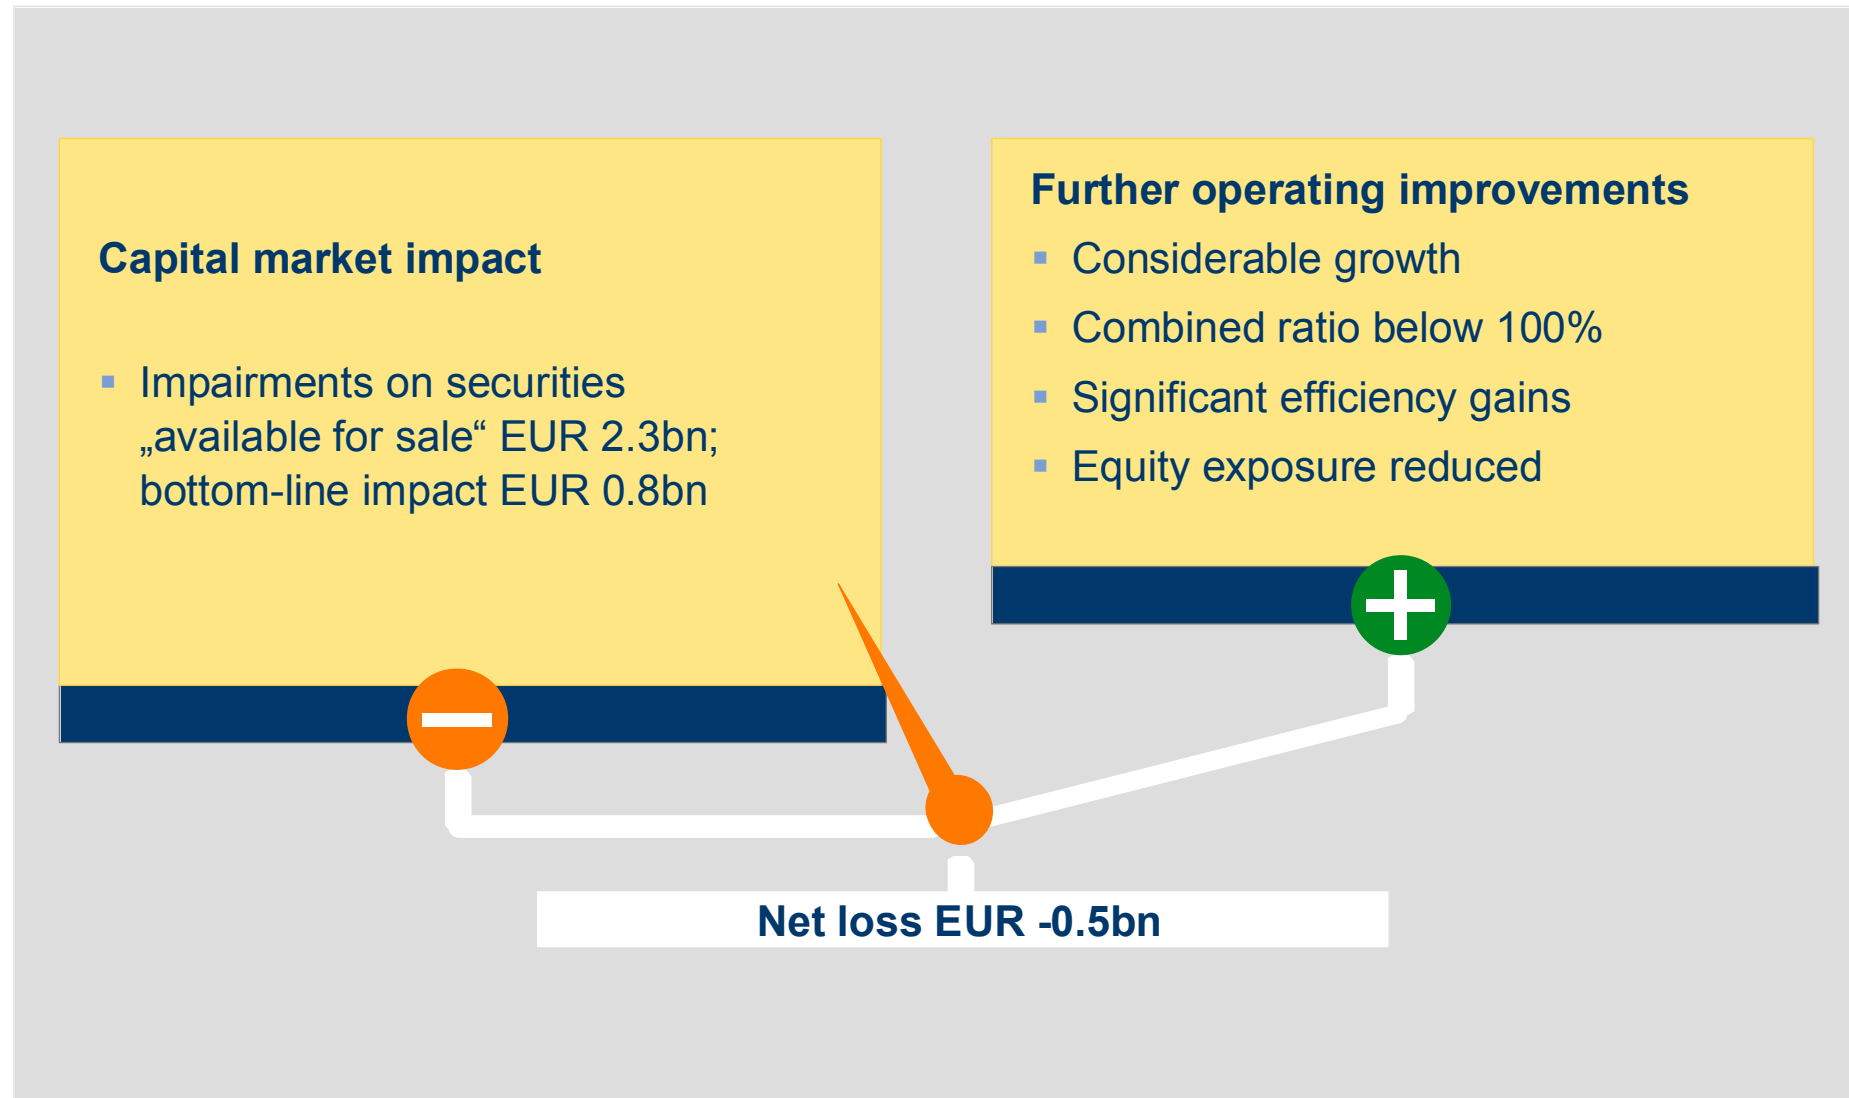 Capital market impact
Impairments on securities
„available for sale“ EUR 2.3bn;
bottom-line impact EUR 0.8bn
Further operating improvements
Considerable growth
Combined ratio below 100%
Significant efficiency gains
Equity exposure reduced
Net loss EUR -0.5bn